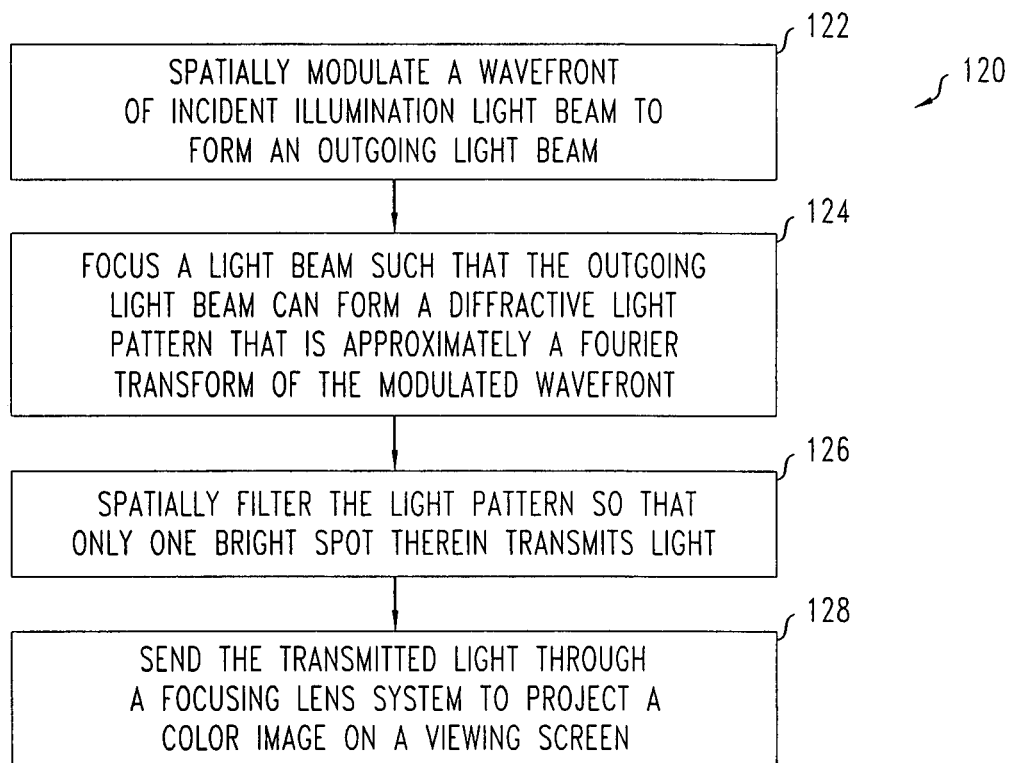 122
120
SPATIALLY MODULATE A WAVEFRONT
OF INCIDENT ILLUMINATION LIGHT BEAM TO
FORM AN OUTGOING LIGHT BEAM
124
FOCUS A LIGHT BEAM SUCH THAT THE OUTGOING
LIGHT BEAM CAN FORM A DIFFRACTIVE LIGHT
PATTERN THAT IS APPROXIMATELY A FOURIER
TRANSFORM OF THE MODULATED WAVEFRONT
126
SPATIALLY FILTER THE LIGHT PATTERN SO THAT
ONLY ONE BRIGHT SPOT THEREIN TRANSMITS LIGHT
128
SEND THE TRANSMITTED LIGHT THROUGH
A FOCUSING LENS SYSTEM TO PROJECT A
COLOR IMAGE ON A VIEWING SCREEN